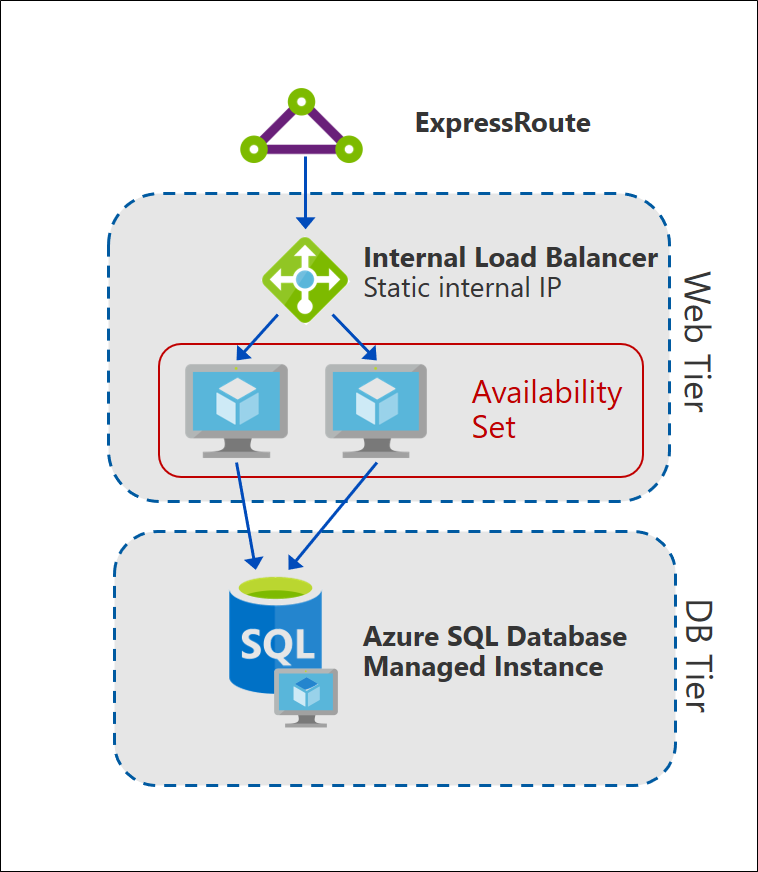 ExpressRoute
Internal Load Balancer
Static internal IP
Web Tier
Availability
Set
SQL
Azure SQL Database
Managed Instance
DB Tier